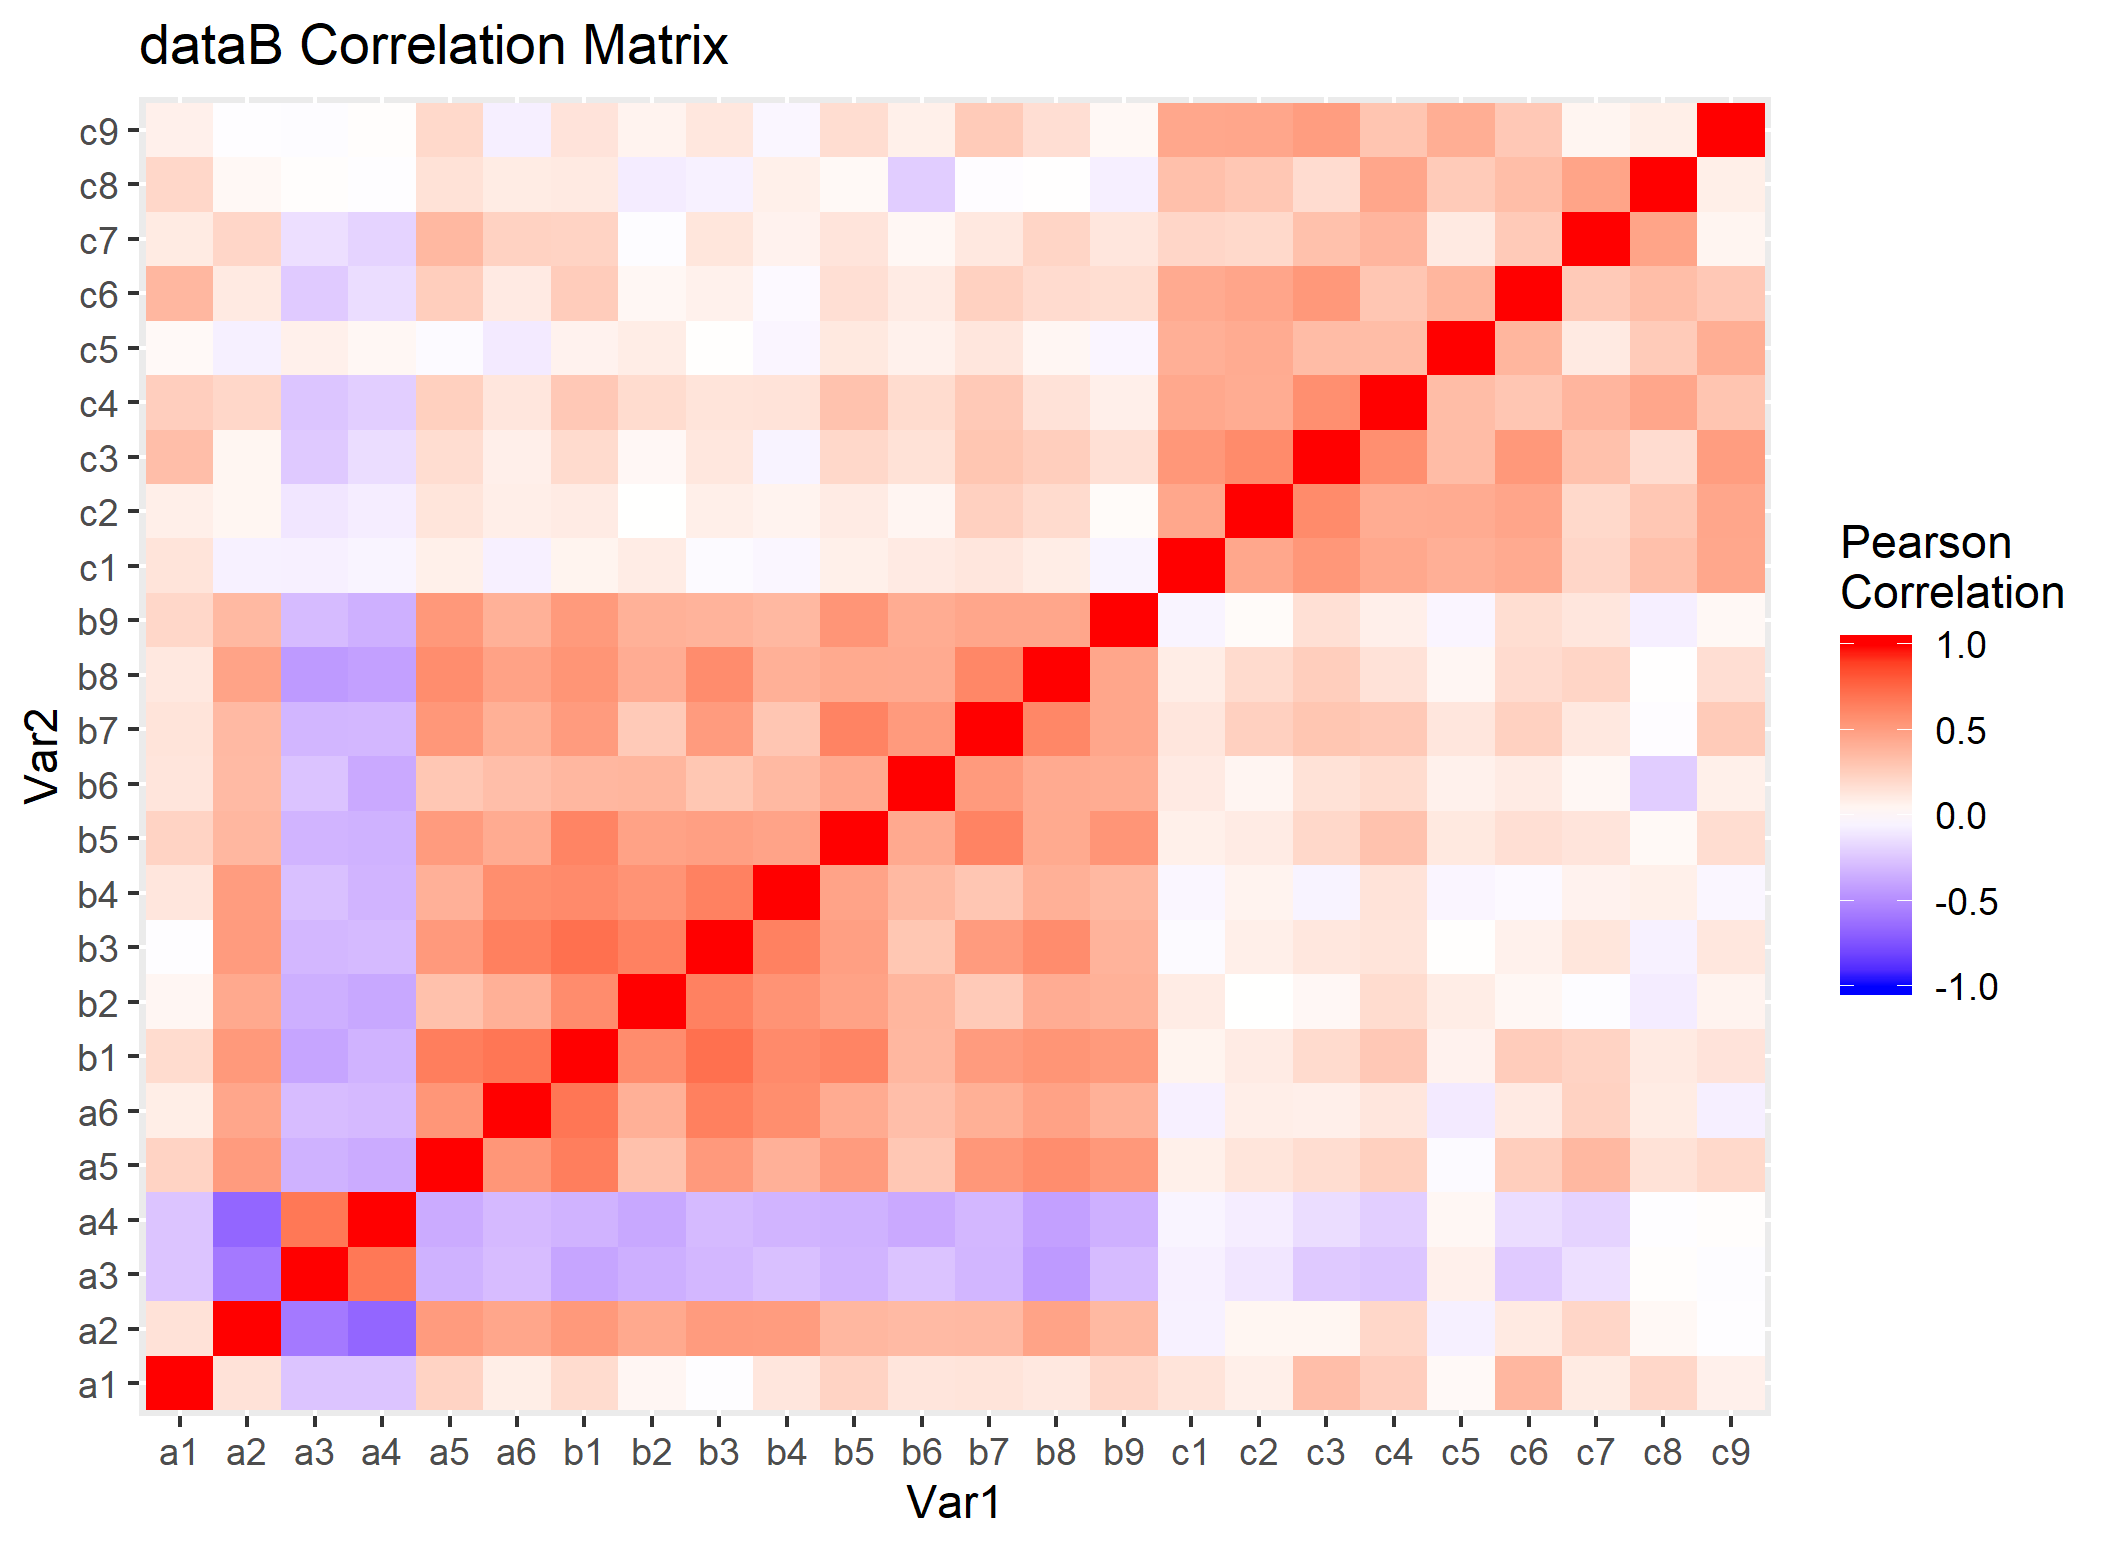 dataB Correlation Matrix
c9
c8
c7
c6
c5
c4
c3
c2
c1
b9
b8
b7
b6
b5
b4
b3
b2
b1
a6
a5
a4
a3
a2
a1
Var2
a1 a2 a3 a4 a5 a6 b1 b2 b3 b4 b5 b6 b7 b8 b9 c1 c2 c3 c4 c5 c6 c7 c8 c9
Var1
Pearson
Correlation
1.0
0.5
0.0
-0.5
-1.0